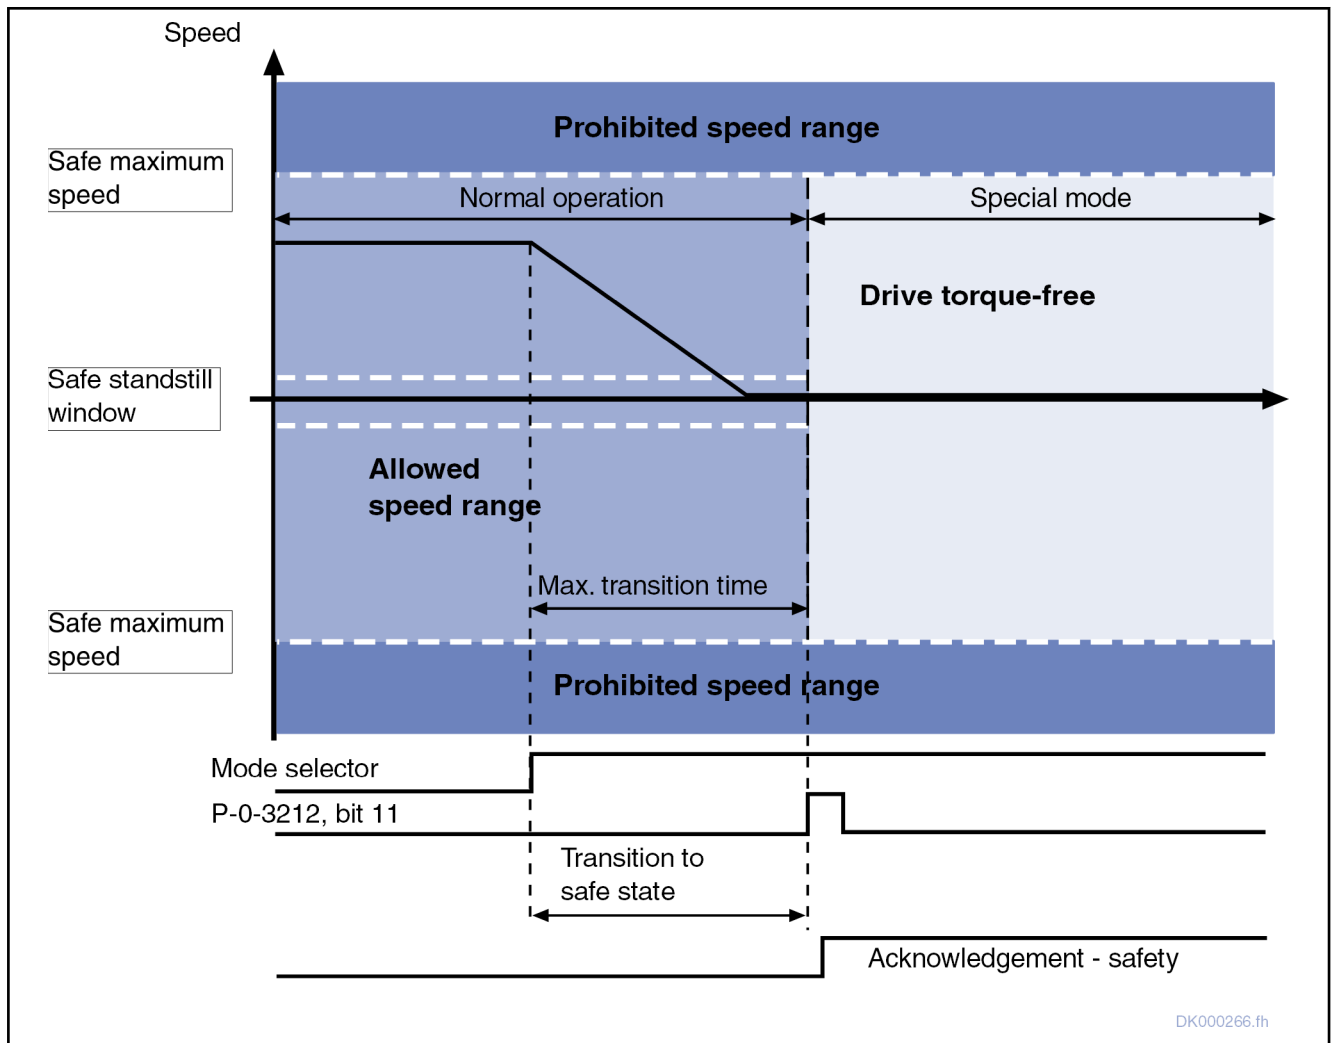 Speed
Prohibited speed range
Safe maximum
speed
Normal operation
Special mode
Drive torque-free
Safe standstill
window
Allowed
speed range
Max. transition time
Safe maximum
speed
Prohibited speed range
Mode selector
P-0-3212, bit 11
Transition to
safe state
Acknowledgement - safety
DK000266.fh